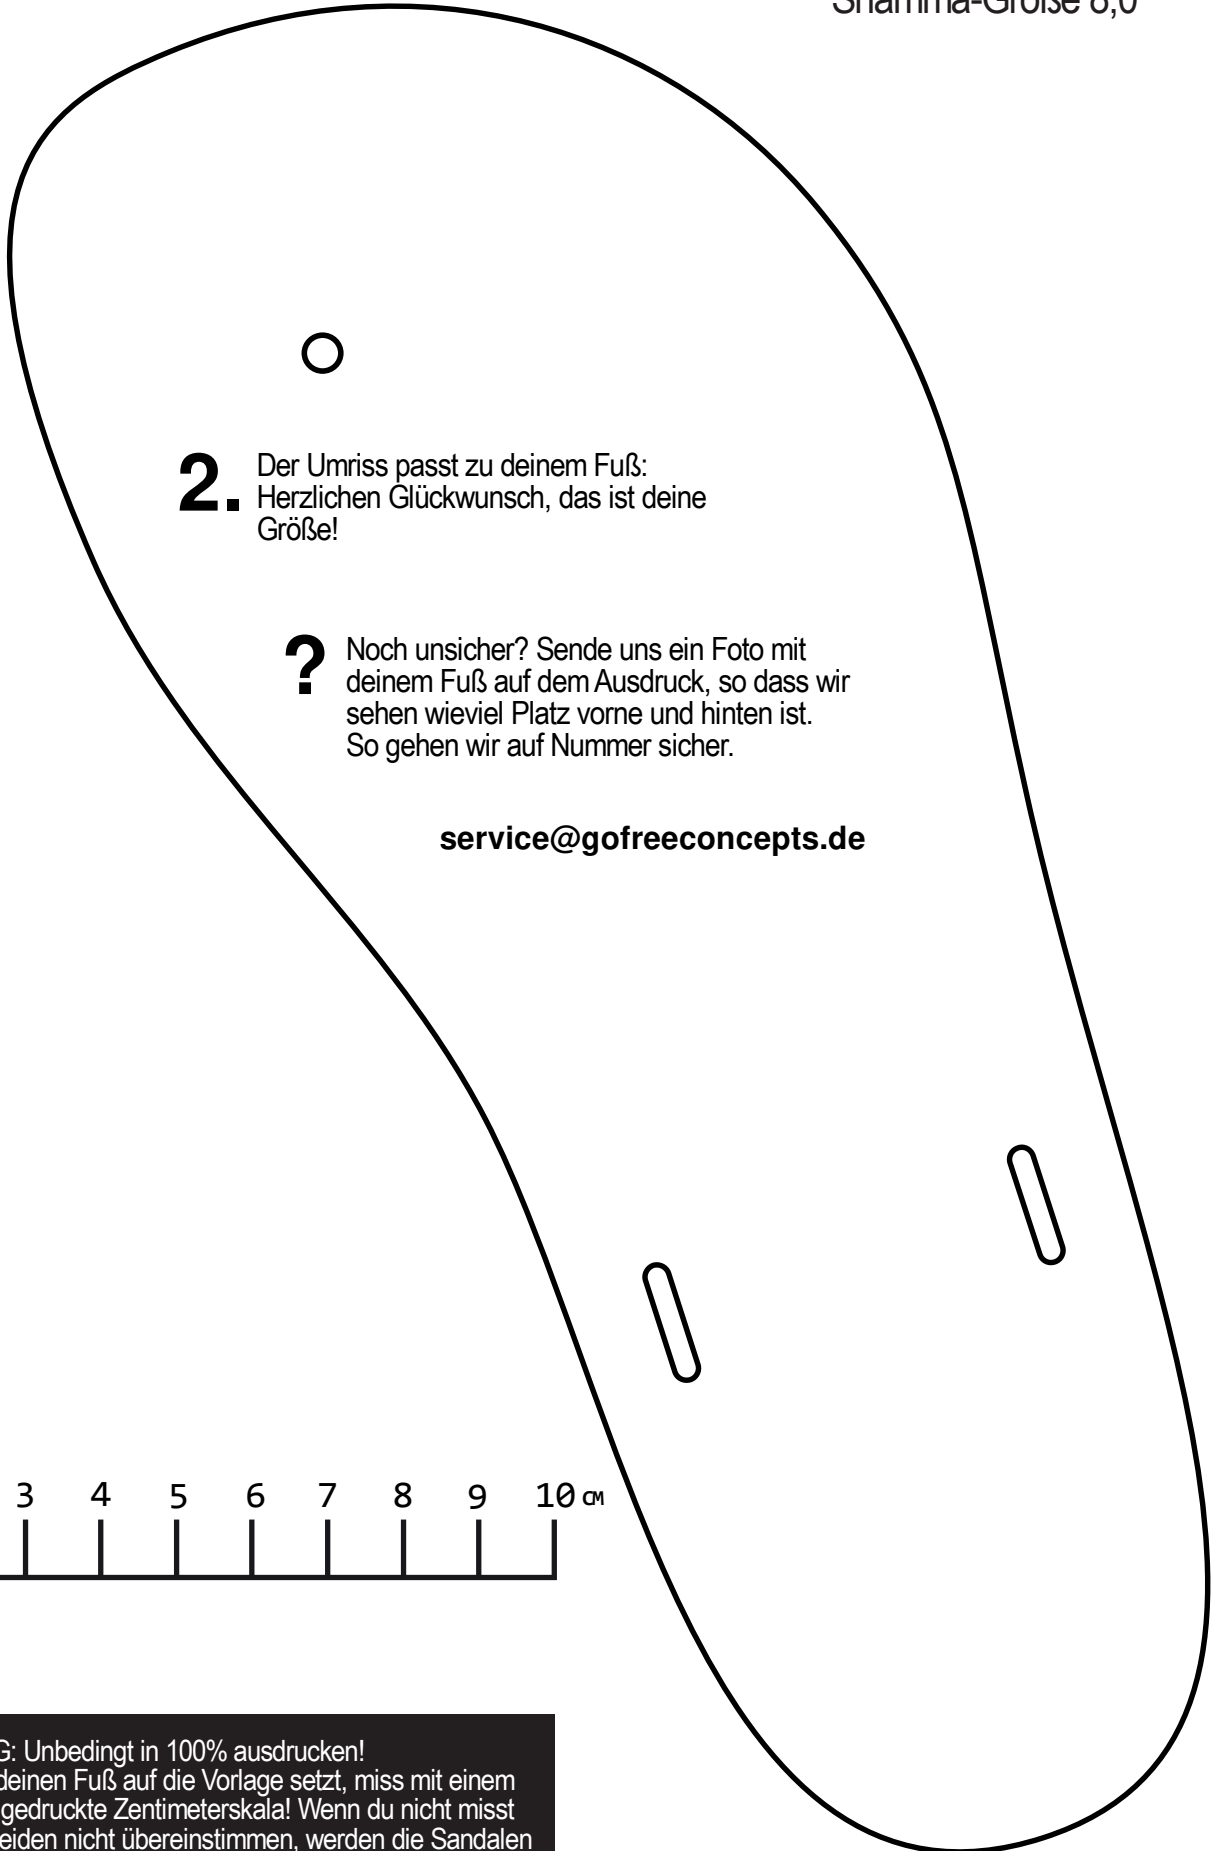 Shamma-Größe 8,0
2. Der Umriss passt zu deinem Fuß:
Herzlichen Glückwunsch, das ist deine
Größe!
? Noch unsicher? Sende uns ein Foto mit
deinem Fuß auf dem Ausdruck, so dass wir
sehen wieviel Platz vorne und hinten ist.
So gehen wir auf Nummer sicher.
service@gofreeconcepts.de
3 4 5 6 7 8 9 10 CM
G: Unbedingt in 100% ausdrucken!
deinen Fuß auf die Vorlage setzt, miss mit einem
gedruckte Zentimeterskala! Wenn du nicht misst
eiden nicht übereinstimmen, werden die Sandalen